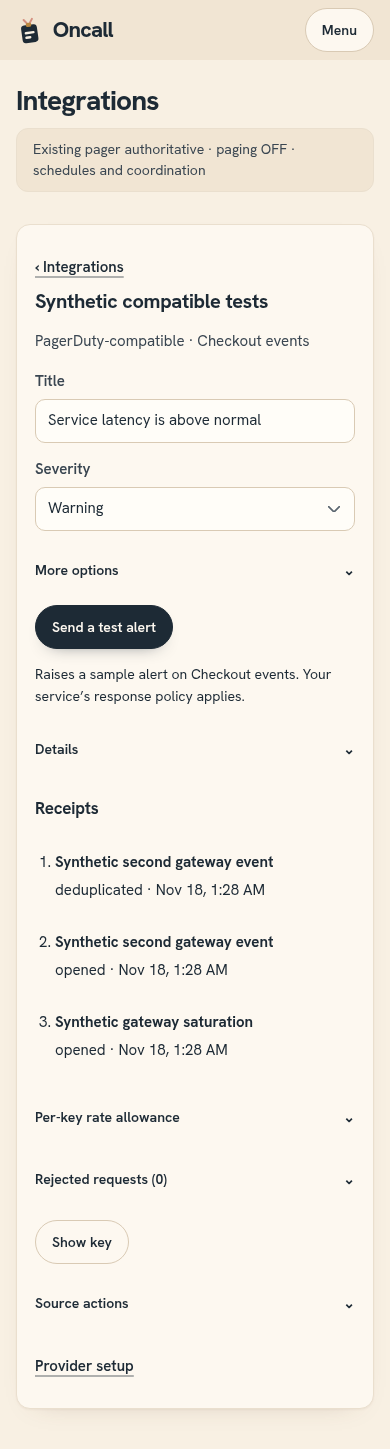 Oncall
Menu
Integrations
Existing pager authoritative · paging OFF ·
schedules and coordination
‹ Integrations
Synthetic compatible tests
PagerDuty-compatible · Checkout events
Title
Service latency is above normal
Severity
Warning
More options
Send a test alert
Raises a sample alert on Checkout events. Your
service’s response policy applies.
Details
Receipts
1. Synthetic second gateway event
deduplicated · Nov 18, 1:28 AM
2. Synthetic second gateway event
opened · Nov 18, 1:28 AM
3. Synthetic gateway saturation
opened · Nov 18, 1:28 AM
Per-key rate allowance
Rejected requests (0)
Show key
Source actions
Provider setup